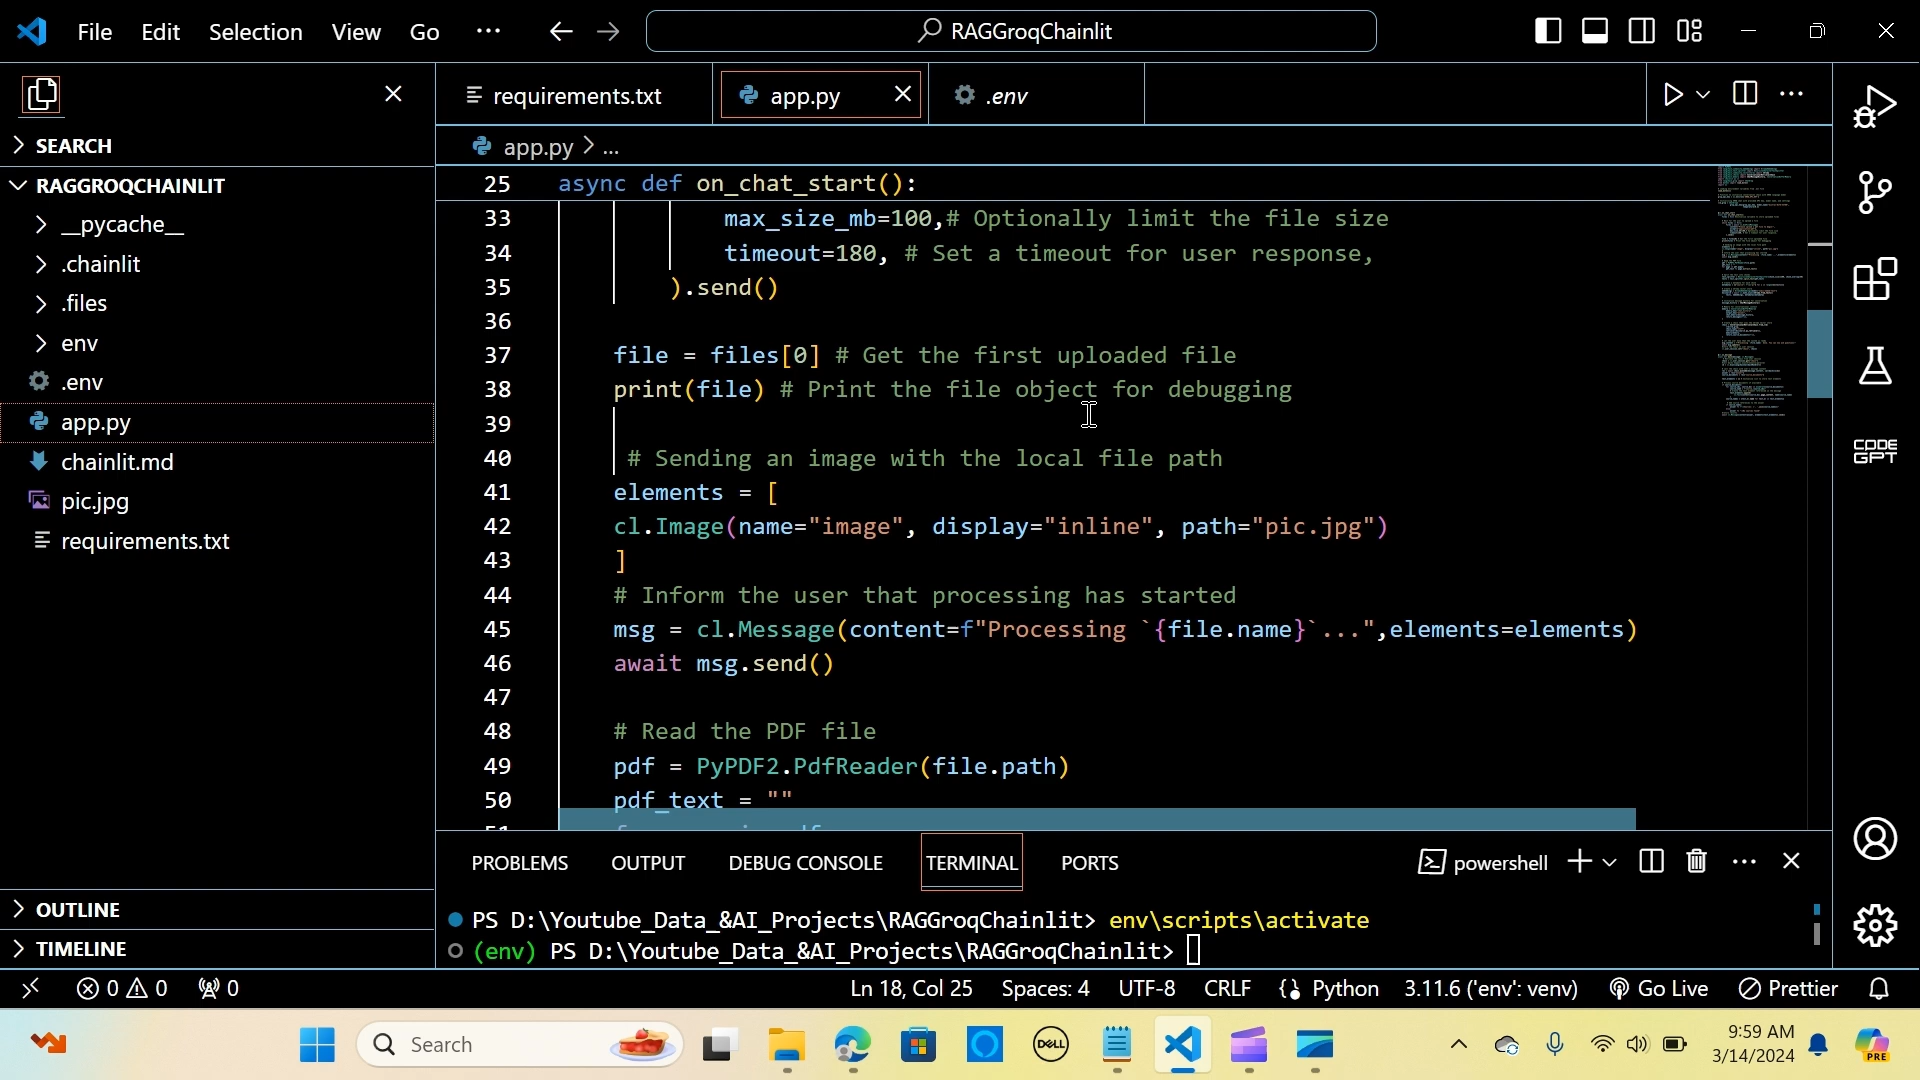 File Edit Selection View Go ... RAGGroqChainlit
requirements.txt app.py .env
SEARCH
app.py > ...
RAGGROQCHAINLIT
25 async def on_chat_start():
33 max_size_mb=100,# Optionally limit the file size
__pycache__
34 timeout=180, # Set a timeout for user response,
.chainlit
35 ).send()
.files
36
env
37 file = files[0] # Get the first uploaded file
.env
38 print(file) # Print the file object for debugging
app.py
39
chainlit.md
40 # Sending an image with the local file path
pic.jpg
41 elements = [
requirements.txt
42 cl.Image(name="image", display="inline", path="pic.jpg")
43 ]
44 # Inform the user that processing has started
45 msg = cl.Message(content=f"Processing `{file.name}`...",elements=elements)
46 await msg.send()
47
48 # Read the PDF file
49 pdf = PyPDF2.PdfReader(file.path)
50 pdf_text = ""
CODE
GPT
PROBLEMS OUTPUT DEBUG CONSOLE TERMINAL PORTS powershell
OUTLINE
PS D:\Youtube_Data_&AI_Projects\RAGGroqChainlit> env\scripts\activate
TIMELINE
(env) PS D:\Youtube_Data_&AI_Projects\RAGGroqChainlit>
0 0 0 Ln 18, Col 25 Spaces: 4 UTF-8 CRLF Python 3.11.6 ('env': venv) Go Live Prettier
Search
DELL
9:59 AM
3/14/2024
PRE